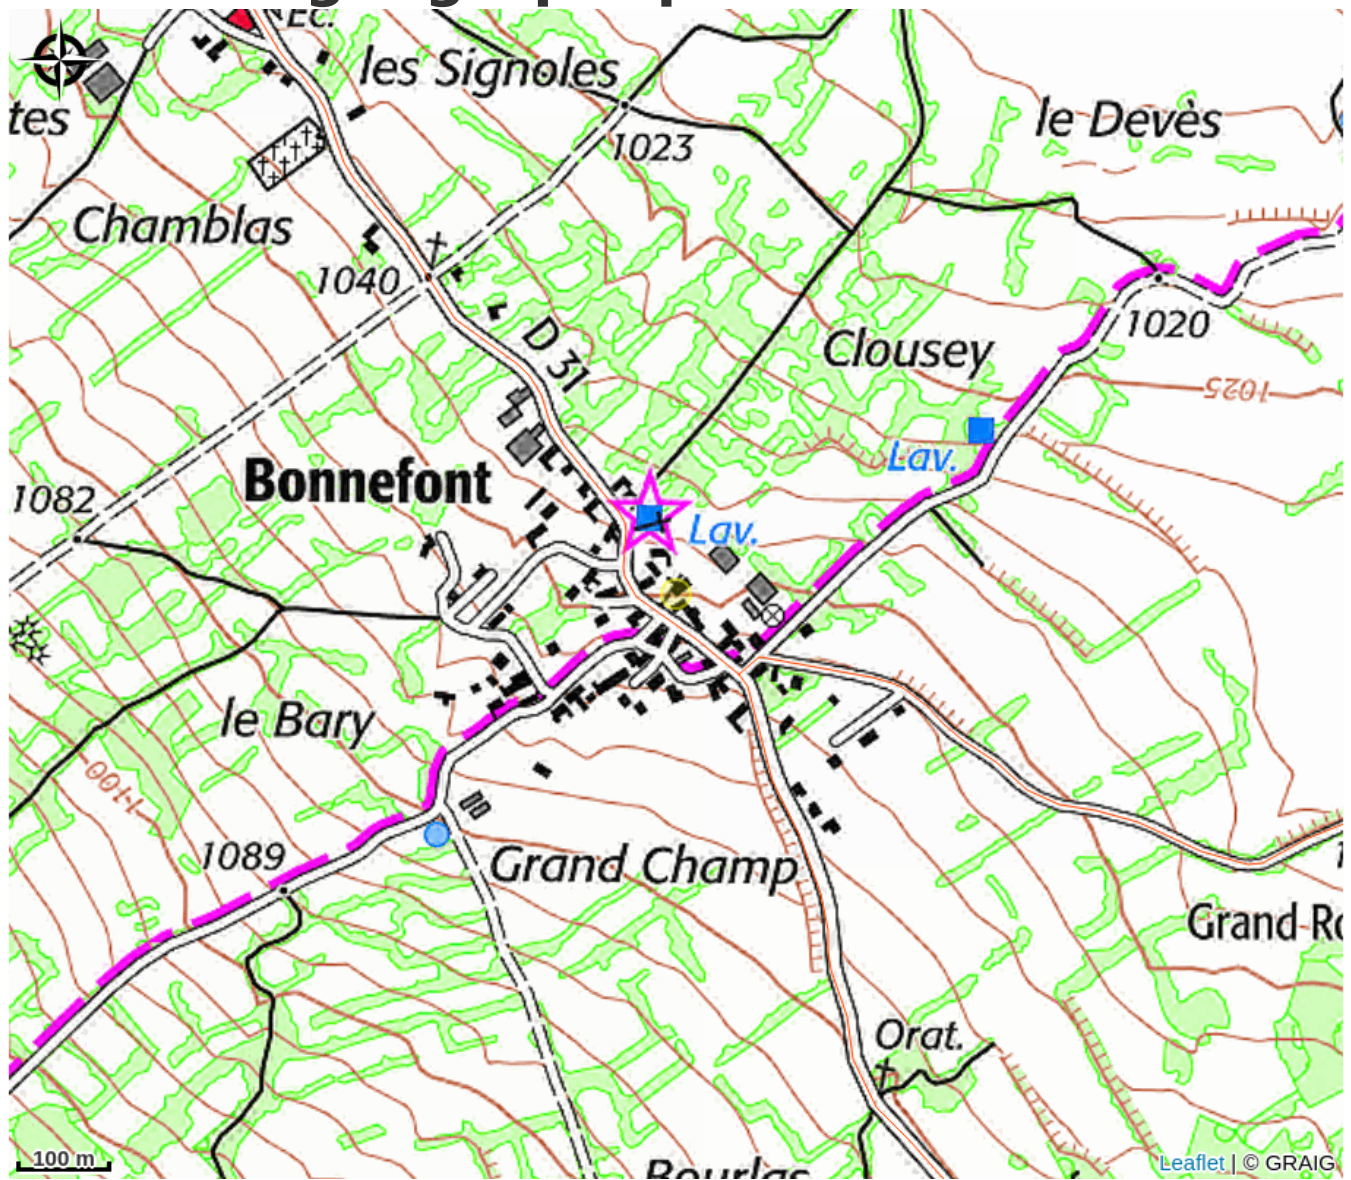 Ec.
les Signoles
tes
1023
le Devès
Chamblas
1040
D 31
1020
Clousey
1025
Lav.
Bonnefont
1082
Lav.
le Bary
1100
1089
Grand Champ
Grand Ro
Orat.
100 m
Leaflet | © GRAIG